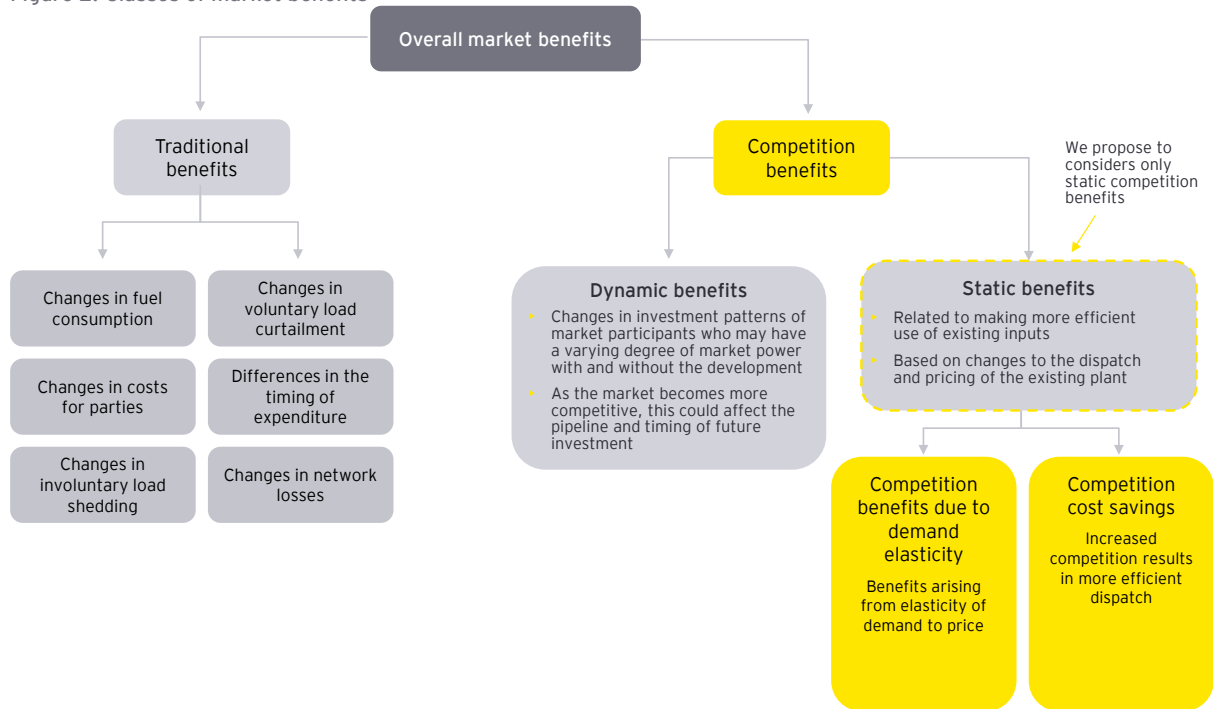 Figure 2: Classes of market benefits
Overall market benefits
Traditional
benefits
Competition
benefits
We propose to
considers only
static competition
benefits
Changes in fuel
consumption
Changes in
voluntary load
curtailment
Changes in costs
for parties
Differences in the
timing of
expenditure
Changes in
involuntary load
shedding
Changes in network
losses
Dynamic benefits
• Changes in investment patterns of
market participants who may have
a varying degree of market power
with and without the development
• As the market becomes more
competitive, this could affect the
pipeline and timing of future
investment
Static benefits
• Related to making more efficient
use of existing inputs
• Based on changes to the dispatch
and pricing of the existing plant
Competition
benefits due to
demand
elasticity
Benefits arising
from elasticity of
demand to price
Competition
cost savings
Increased
competition results
in more efficient
dispatch